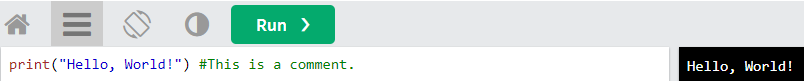 Run ❯
print("Hello, World!") #This is a comment.
Hello, World!